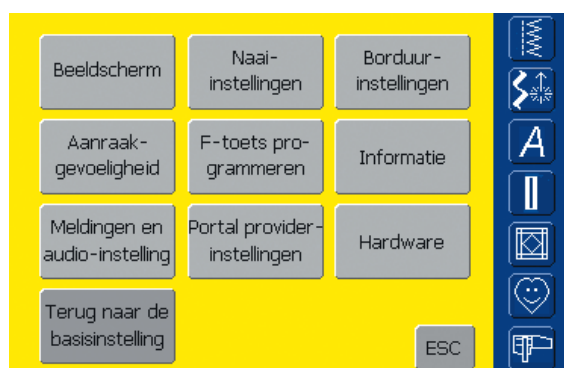 Beeldscherm
Naai-
instellingen
Borduur-
instellingen
Aanraak-
gevoeligheid
F-toets pro-
grammeren
Informatie
Meldingen en
audio-instelling
Portal provider-
instellingen
Hardware
Terug naar de
basisinstelling
ESC
A